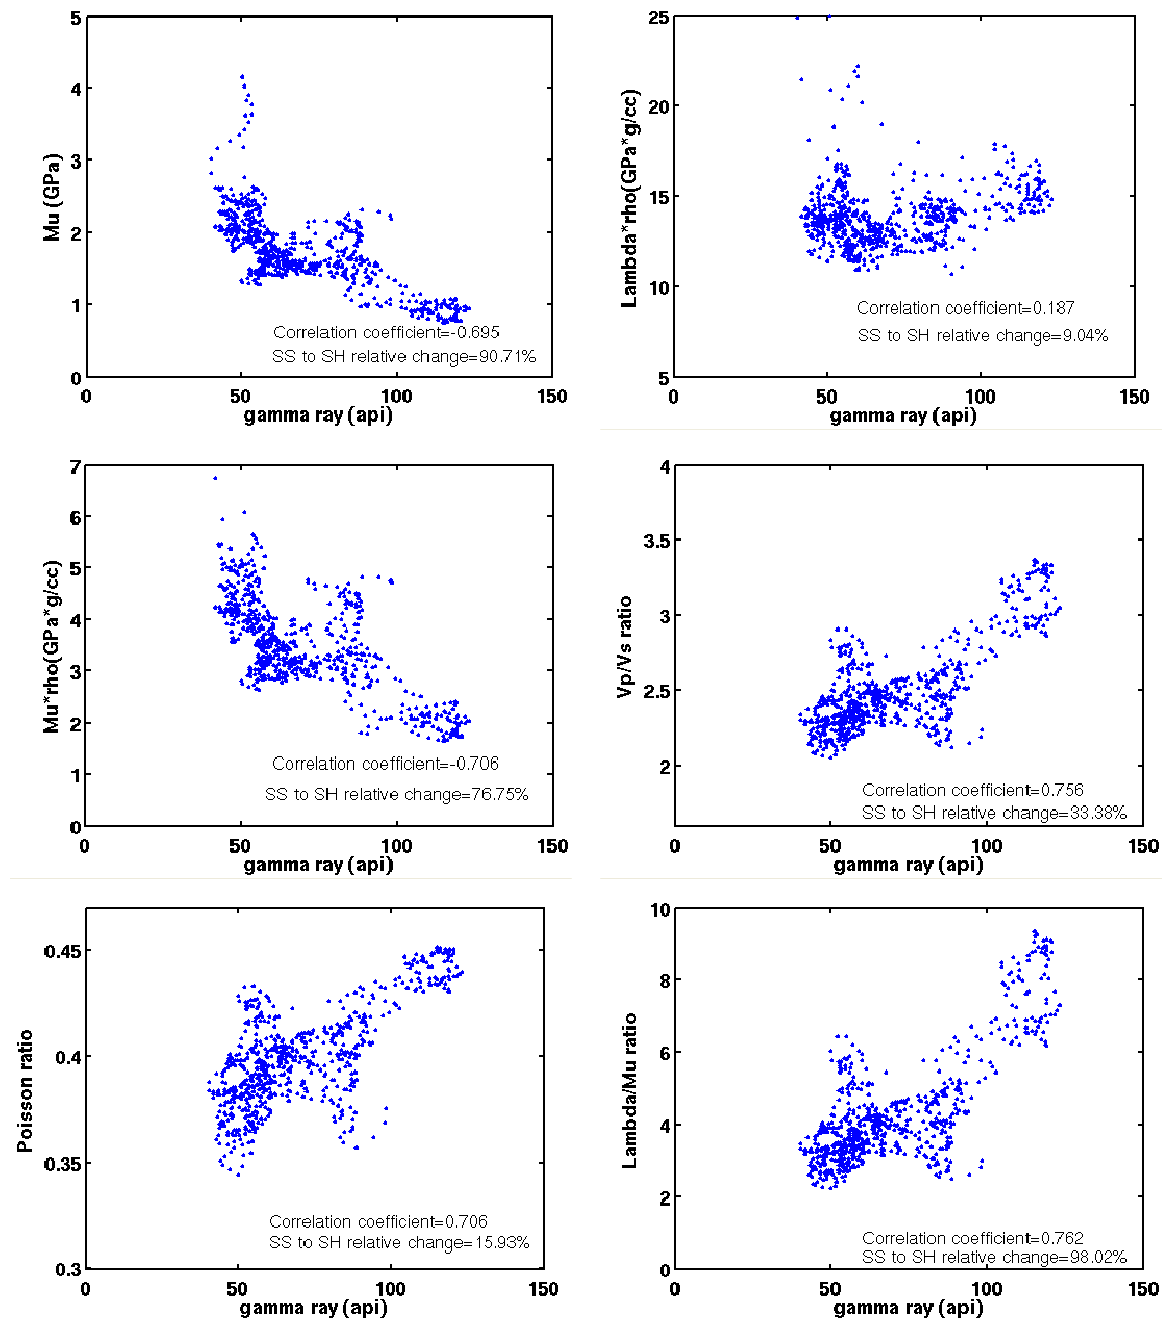 5
4
3
2
1
0
Mu (GPa)
Correlation coefficient=-0.695
SS to SH relative change=90.71%
0 50 100 150
gamma ray (api)
25
20
15
10
5
Lambda*rho(GPa*g/cc)
Correlation coefficient=0.187
SS to SH relative change=9.04%
0 50 100 150
gamma ray (api)
7
6
5
4
3
2
1
0
Mu*rho(GPa*g/cc)
Correlation coefficient=-0.706
SS to SH relative change=76.75%
0 50 100 150
gamma ray (api)
4
3.5
3
2.5
2
Vp/Vs ratio
Correlation coefficient=0.756
SS to SH relative change=33.38%
0 50 100 150
gamma ray (api)
0.45
0.4
0.35
0.3
Poisson ratio
Correlation coefficient=0.706
SS to SH relative change=15.93%
0 50 100 150
gamma ray (api)
10
8
6
4
2
0
Lambda/Mu ratio
Correlation coefficient=0.762
SS to SH relative change=98.02%
0 50 100 150
gamma ray (api)